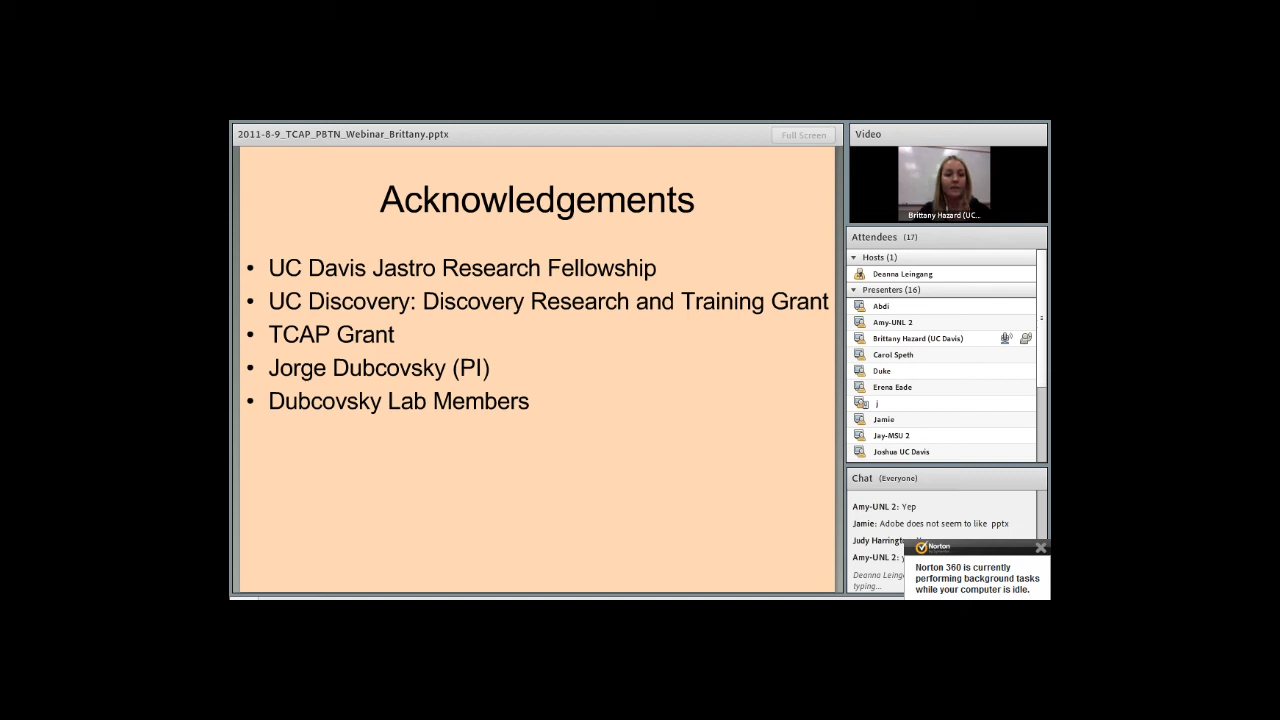 2011-8-9_TCAP_PBTN_Webinar_Brittany.pptx
Full Screen
Acknowledgements
• UC Davis Jastro Research Fellowship
• UC Discovery: Discovery Research and Training Grant
• TCAP Grant
• Jorge Dubcovsky (PI)
• Dubcovsky Lab Members
Video
Brittany Hazard (UC...
Attendees (17)
Hosts (1)
Deanna Leingang
Presenters (16)
Abdi
Amy-UNL 2
Brittany Hazard (UC Davis)
Carol Speth
Duke
Erena Eade
j
Jamie
Jay-MSU 2
Joshua UC Davis
Chat (Everyone)
Amy-UNL 2: Yep
Jamie: Adobe does not seem to like pptx
Judy Harringt
Amy-UNL 2:
Deanna Leing
typing...
Norton
Norton 360 is currently
performing background tasks
while your computer is idle.